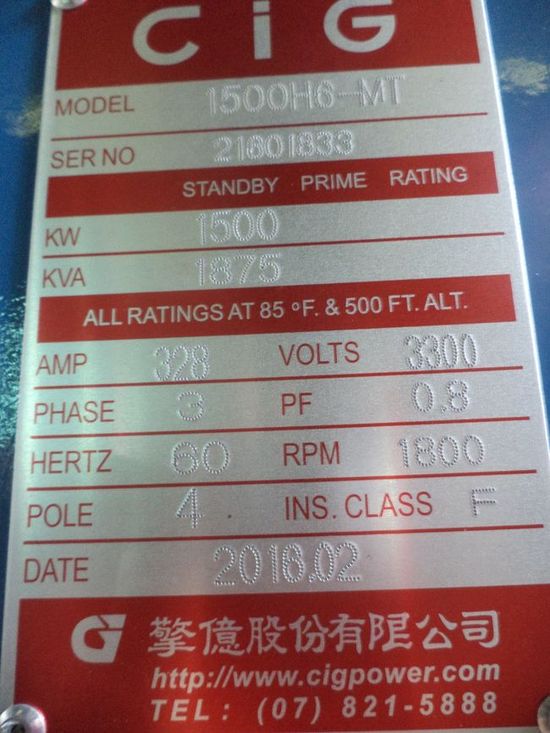 CiG
MODEL 1500H6-MT
SER NO 21601833
STANDBY PRIME RATING
KW 1500
KVA 1875
ALL RATINGS AT 85 °F. & 500 FT. ALT.
AMP 328 VOLTS 3300
PHASE 3 PF 0.8
HERTZ 60 RPM 1800
POLE 4 INS. CLASS F
DATE 2016.02
擎億股份有限公司
http://www.cigpower.com
TEL: (07) 821-5888